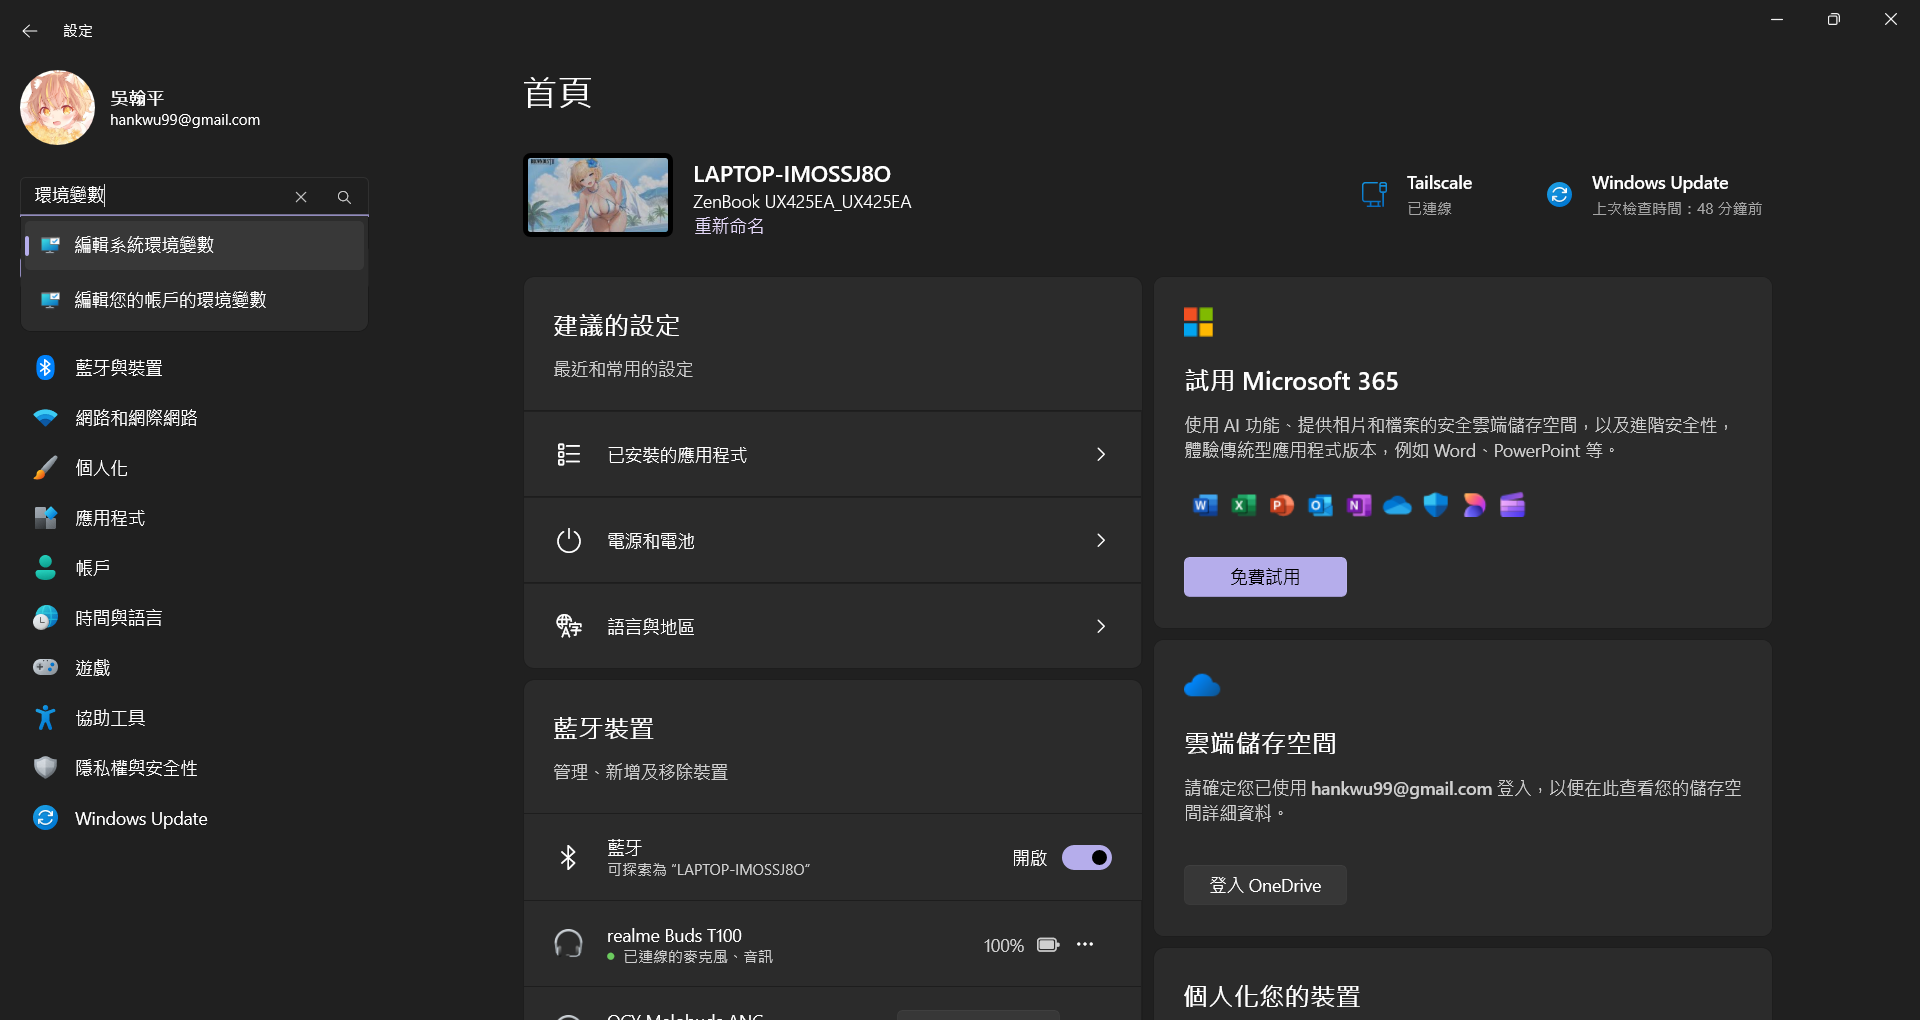 設定
吳翰平
hankwu99@gmail.com
環境變數
編輯系統環境變數
編輯您的帳戶的環境變數
藍牙與裝置
網路和網際網路
個人化
應用程式
帳戶
時間與語言
遊戲
協助工具
隱私權與安全性
Windows Update
首頁
LAPTOP-IMOSSJ8O
ZenBook UX425EA_UX425EA
重新命名
Tailscale
已連線
Windows Update
上次檢查時間：48 分鐘前
建議的設定
最近和常用的設定
已安裝的應用程式
電源和電池
語言與地區
藍牙裝置
管理、新增及移除裝置
藍牙
可探索為 “LAPTOP-IMOSSJ8O”
開啟
realme Buds T100
已連線的麥克風、音訊
100%
試用 Microsoft 365
使用 AI 功能、提供相片和檔案的安全雲端儲存空間，以及進階安全性，
體驗傳統型應用程式版本，例如 Word、PowerPoint 等。
免費試用
雲端儲存空間
請確定您已使用 hankwu99@gmail.com 登入，以便在此查看您的儲存空
間詳細資料。
登入 OneDrive
個人化您的裝置